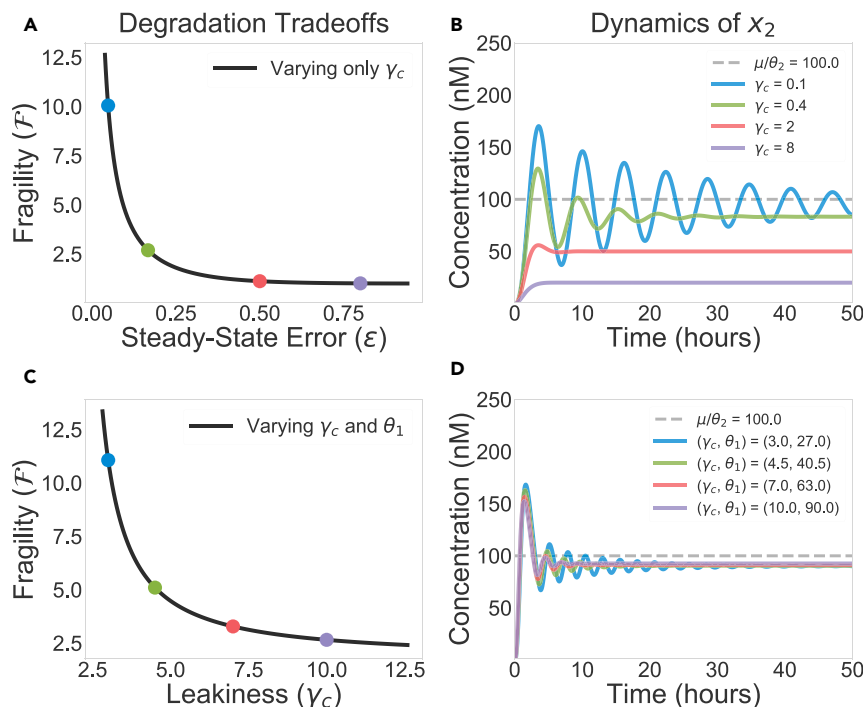 A
Degradation Tradeoffs
Fragility (ℱ)
12.5
10.0
7.5
5.0
2.5
0.00
0.25
0.50
0.75
Steady-State Error (ε)
Varying only γc
B
Dynamics of x2
Concentration (nM)
250
200
150
100
50
0
10
20
30
40
50
Time (hours)
μ/θ2 = 100.0
γc = 0.1
γc = 0.4
γc = 2
γc = 8
C
Fragility (ℱ)
12.5
10.0
7.5
5.0
2.5
2.5
5.0
7.5
10.0
12.5
Leakiness (γc)
Varying γc and θ1
D
Concentration (nM)
250
200
150
100
50
0
10
20
30
40
50
Time (hours)
μ/θ2 = 100.0
(γc, θ1) = (3.0, 27.0)
(γc, θ1) = (4.5, 40.5)
(γc, θ1) = (7.0, 63.0)
(γc, θ1) = (10.0, 90.0)